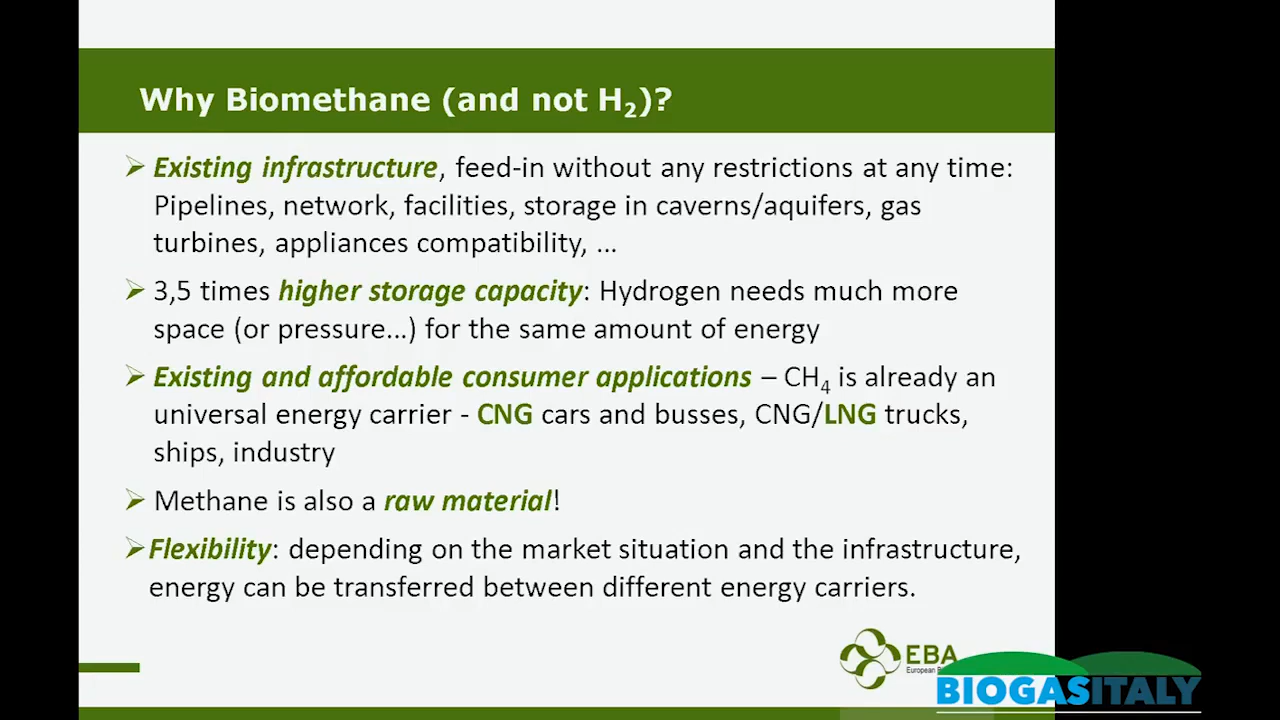 Why Biomethane (and not H₂)?
➢ Existing infrastructure, feed-in without any restrictions at any time:
Pipelines, network, facilities, storage in caverns/aquifers, gas
turbines, appliances compatibility, ...
➢ 3,5 times higher storage capacity: Hydrogen needs much more
space (or pressure...) for the same amount of energy
➢ Existing and affordable consumer applications – CH₄ is already an
universal energy carrier - CNG cars and busses, CNG/LNG trucks,
ships, industry
➢ Methane is also a raw material!
➢ Flexibility: depending on the market situation and the infrastructure,
energy can be transferred between different energy carriers.
EBA
European
BIOGASITALY